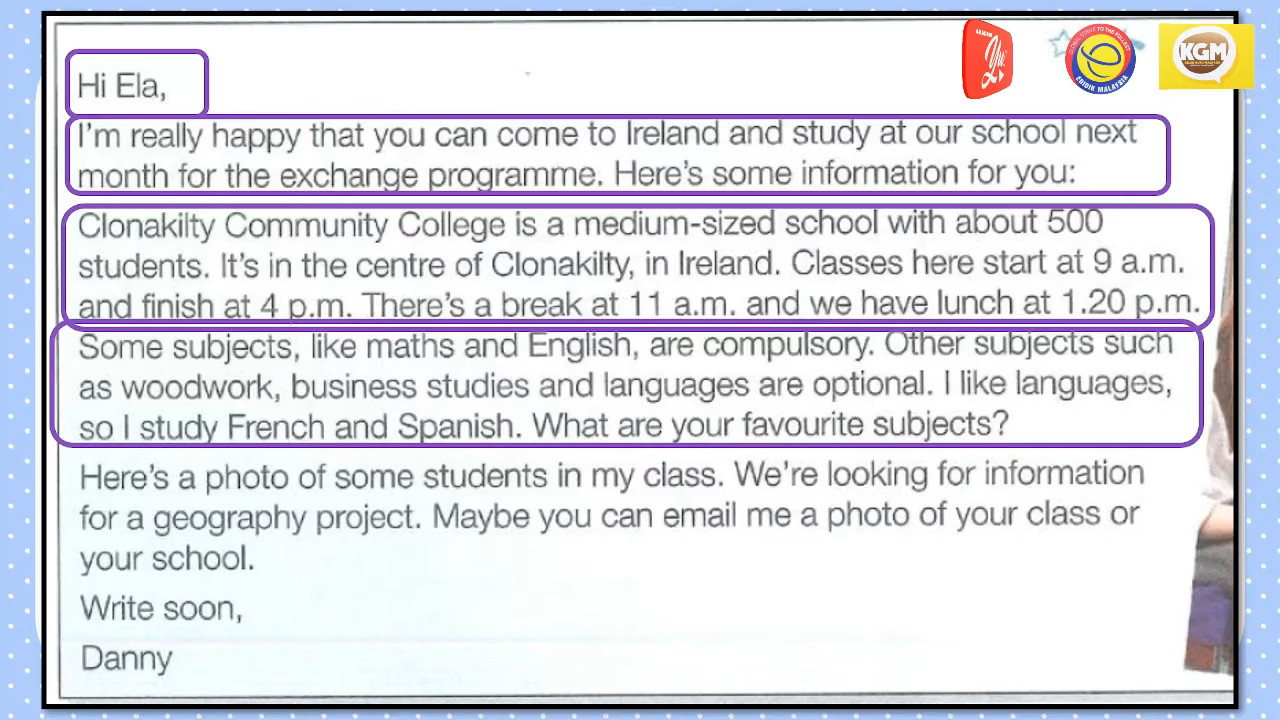 Hi Ela,
I'm really happy that you can come to Ireland and study at our school next
month for the exchange programme. Here's some information for you:
Clonakilty Community College is a medium-sized school with about 500
students. It's in the centre of Clonakilty, in Ireland. Classes here start at 9 a.m.
and finish at 4 p.m. There's a break at 11 a.m. and we have lunch at 1.20 p.m.
Some subjects, like maths and English, are compulsory. Other subjects such
as woodwork, business studies and languages are optional. I like languages,
so I study French and Spanish. What are your favourite subjects?
Here's a photo of some students in my class. We're looking for information
for a geography project. Maybe you can email me a photo of your class or
your school.
Write soon,
Danny
KGM
EDIDIK MALAYSIA